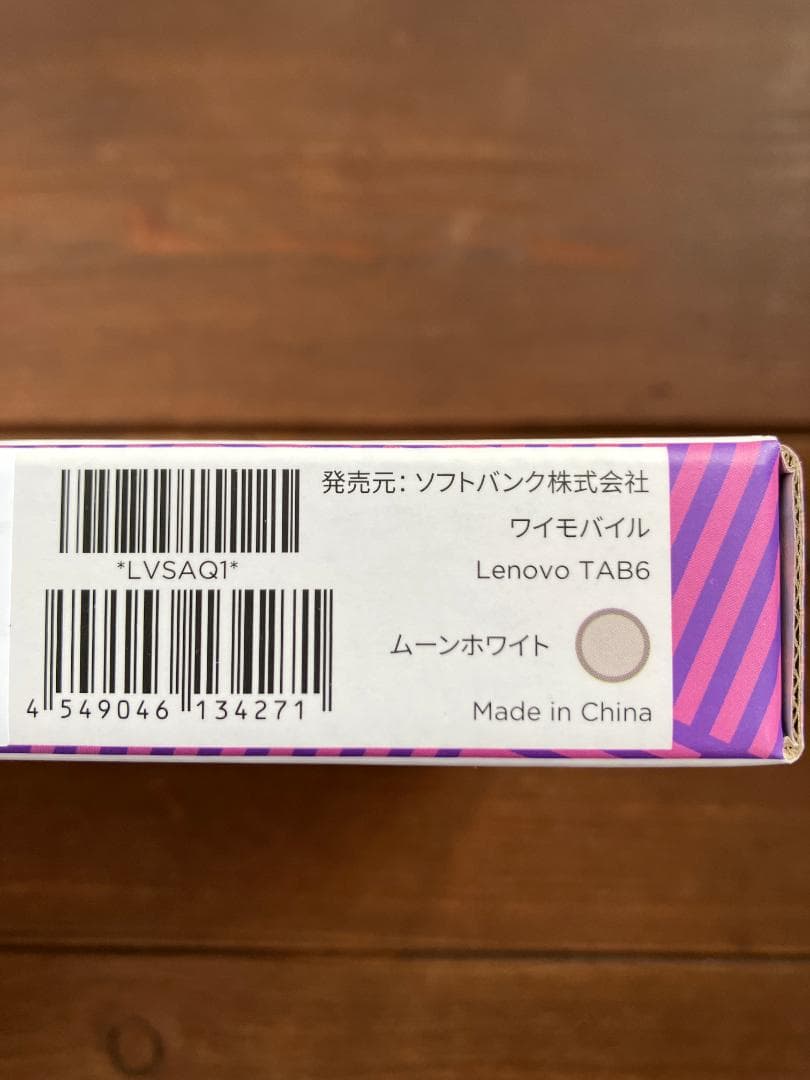 *LVSAQ1*
4 549046 134271
発売元: ソフトバンク株式会社
ワイモバイル
Lenovo TAB6
ムーンホワイト
Made in China